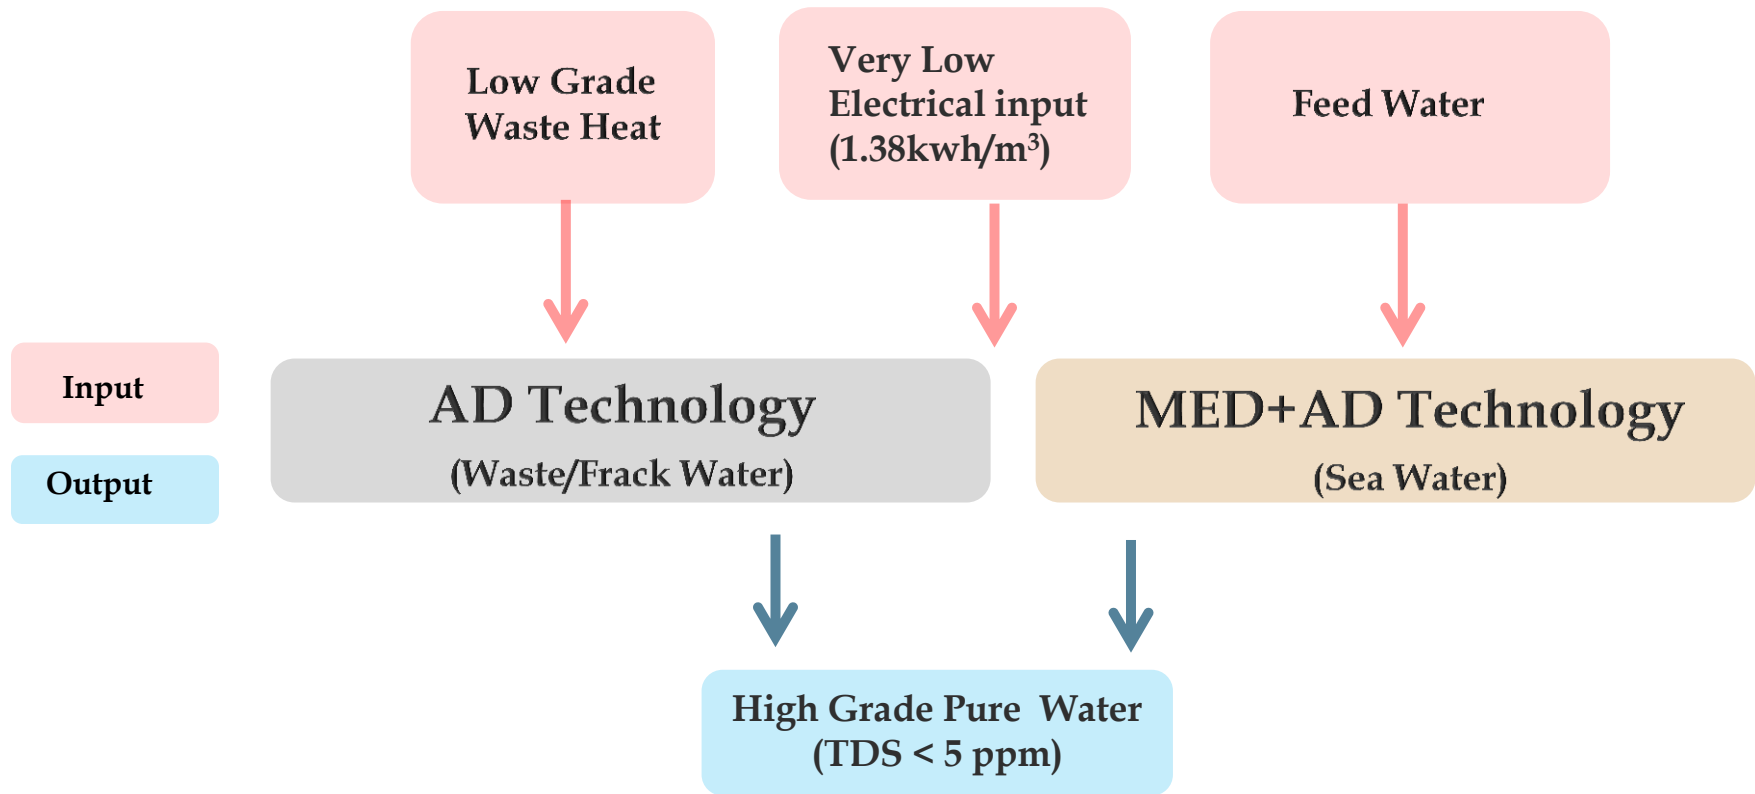 Low Grade
Waste Heat
Very Low
Electrical input
(1.38kwh/m³)
Feed Water
Input
Output
AD Technology
(Waste/Frack Water)
MED+AD Technology
(Sea Water)
High Grade Pure  Water
(TDS < 5 ppm)